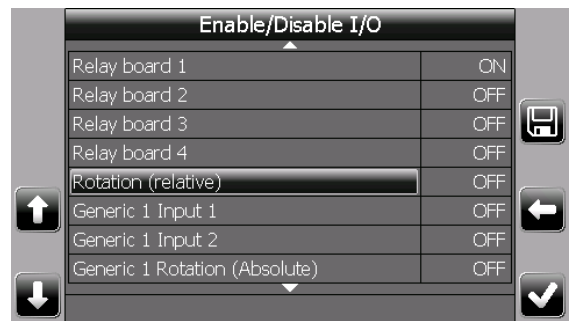 Enable/Disable I/O
Relay board 1 ON
Relay board 2 OFF
Relay board 3 OFF
Relay board 4 OFF
Rotation (relative) OFF
Generic 1 Input 1 OFF
Generic 1 Input 2 OFF
Generic 1 Rotation (Absolute) OFF